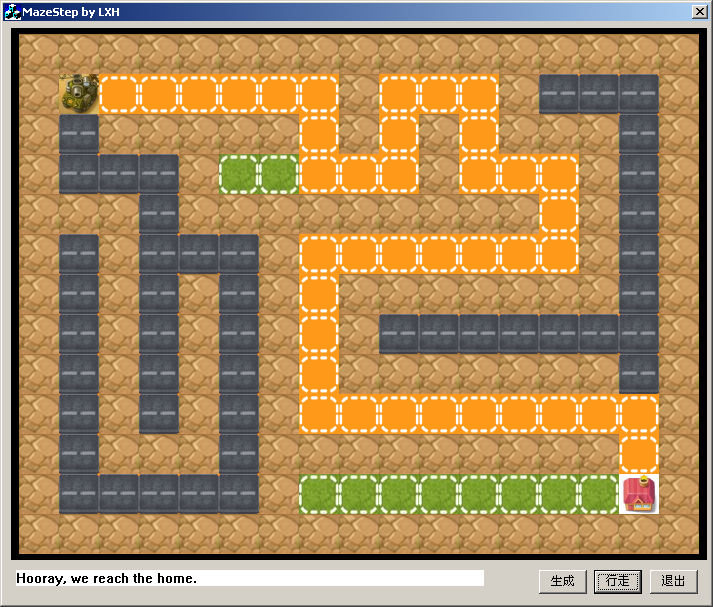 MazeStep by LXH
Hooray, we reach the home.
生成
行走
退出